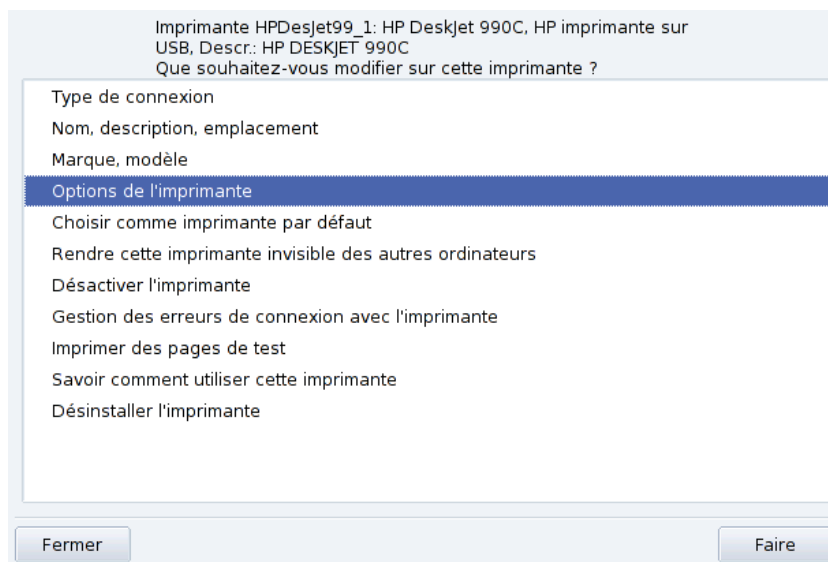 Imprimante HPDesJet99_1: HP DeskJet 990C, HP imprimante sur
USB, Descr.: HP DESKJET 990C
Que souhaitez-vous modifier sur cette imprimante ?
Type de connexion
Nom, description, emplacement
Marque, modèle
Options de l'imprimante
Choisir comme imprimante par défaut
Rendre cette imprimante invisible des autres ordinateurs
Désactiver l'imprimante
Gestion des erreurs de connexion avec l'imprimante
Imprimer des pages de test
Savoir comment utiliser cette imprimante
Désinstaller l'imprimante
Fermer
Faire